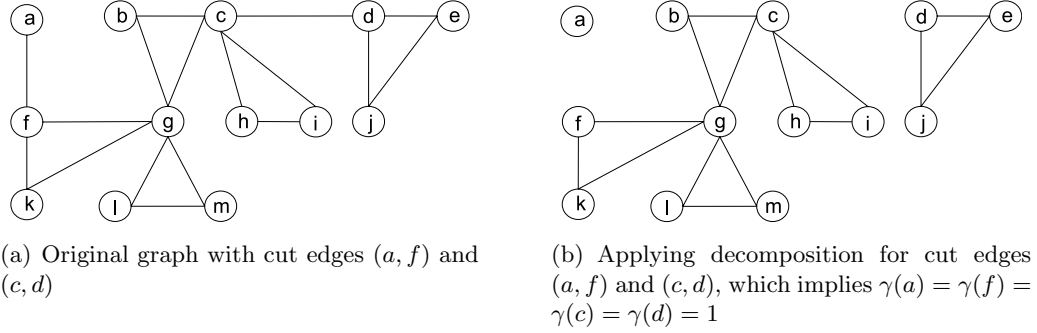 a b c d e
f g h i j
k l m
a b c d e
f g h i j
k l m
(a) Original graph with cut edges (a, f) and
(c, d)
(b) Applying decomposition for cut edges
(a, f) and (c, d), which implies γ(a) = γ(f) =
γ(c) = γ(d) = 1